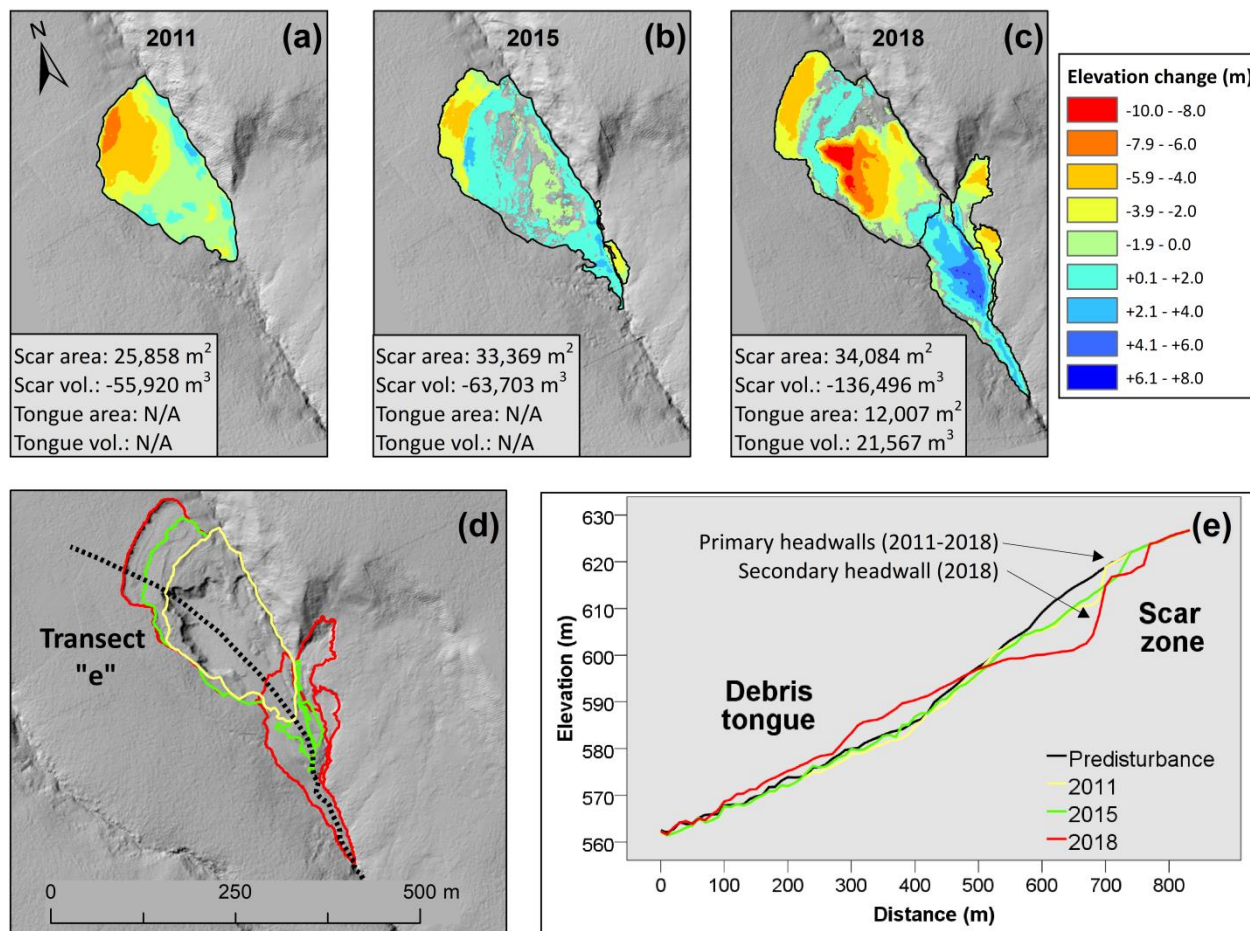 N
2011
(a)
Scar area: 25,858 m²
Scar vol.: -55,920 m³
Tongue area: N/A
Tongue vol.: N/A
2015
(b)
Scar area: 33,369 m²
Scar vol: -63,703 m³
Tongue area: N/A
Tongue vol.: N/A
2018
(c)
Scar area: 34,084 m²
Scar vol.: -136,496 m³
Tongue area: 12,007 m²
Tongue vol.: 21,567 m³
Elevation change (m)
-10.0 - -8.0
-7.9 - -6.0
-5.9 - -4.0
-3.9 - -2.0
-1.9 - 0.0
+0.1 - +2.0
+2.1 - +4.0
+4.1 - +6.0
+6.1 - +8.0
(d)
Transect
"e"
0 250 500 m
(e)
Primary headwalls (2011-2018)
Secondary headwall (2018)
Scar
zone
Debris
tongue
Predisturbance
2011
2015
2018
Elevation (m)
630
620
610
600
590
580
570
560
0 100 200 300 400 500 600 700 800
Distance (m)